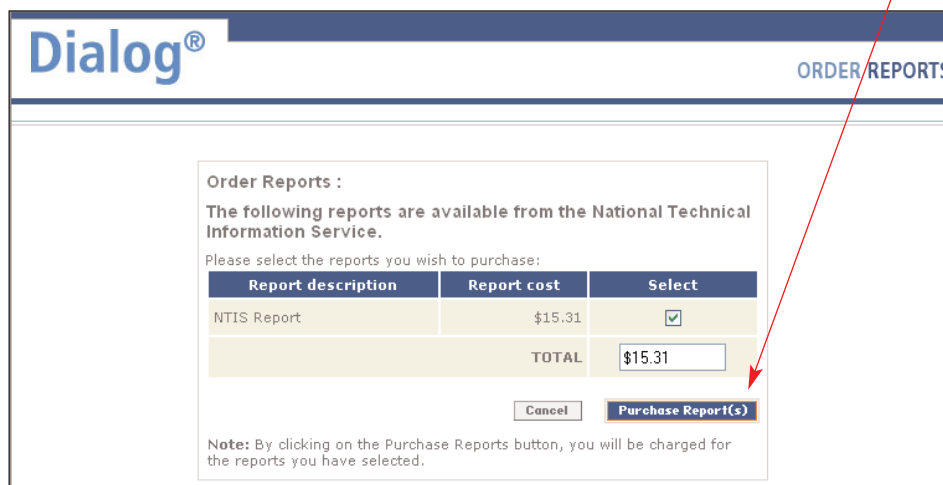 Dialog®
ORDER REPORTS
Order Reports :
The following reports are available from the National Technical
Information Service.
Please select the reports you wish to purchase:
Report description Report cost Select
NTIS Report $15.31
TOTAL $15.31
Cancel Purchase Report(s)
Note: By clicking on the Purchase Reports button, you will be charged for
the reports you have selected.